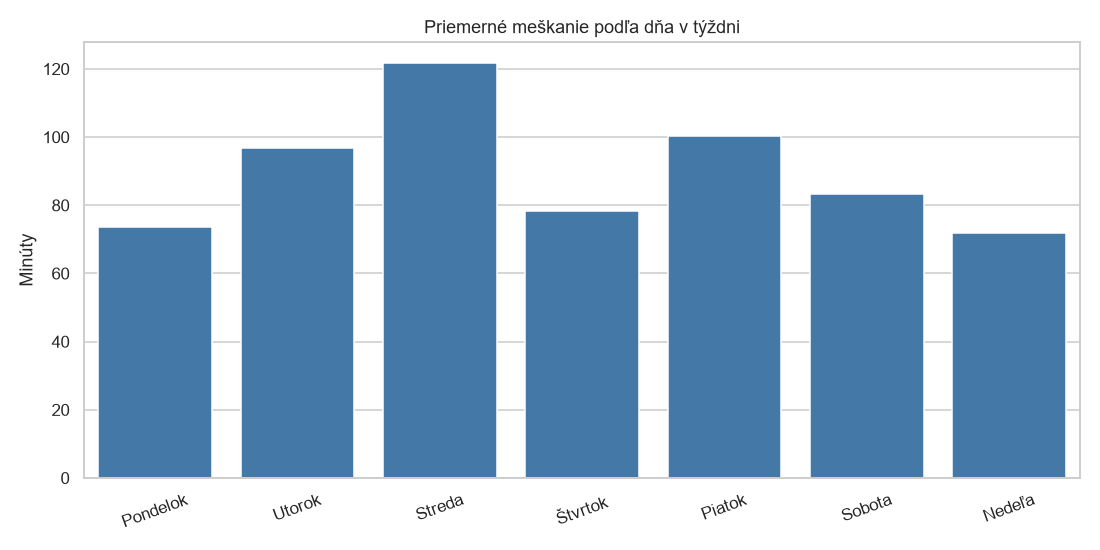 Priemerné meškanie podľa dňa v týždni
Minúty
120
100
80
60
40
20
0
Pondelok
Utorok
Streda
Štvrtok
Piatok
Sobota
Nedeľa